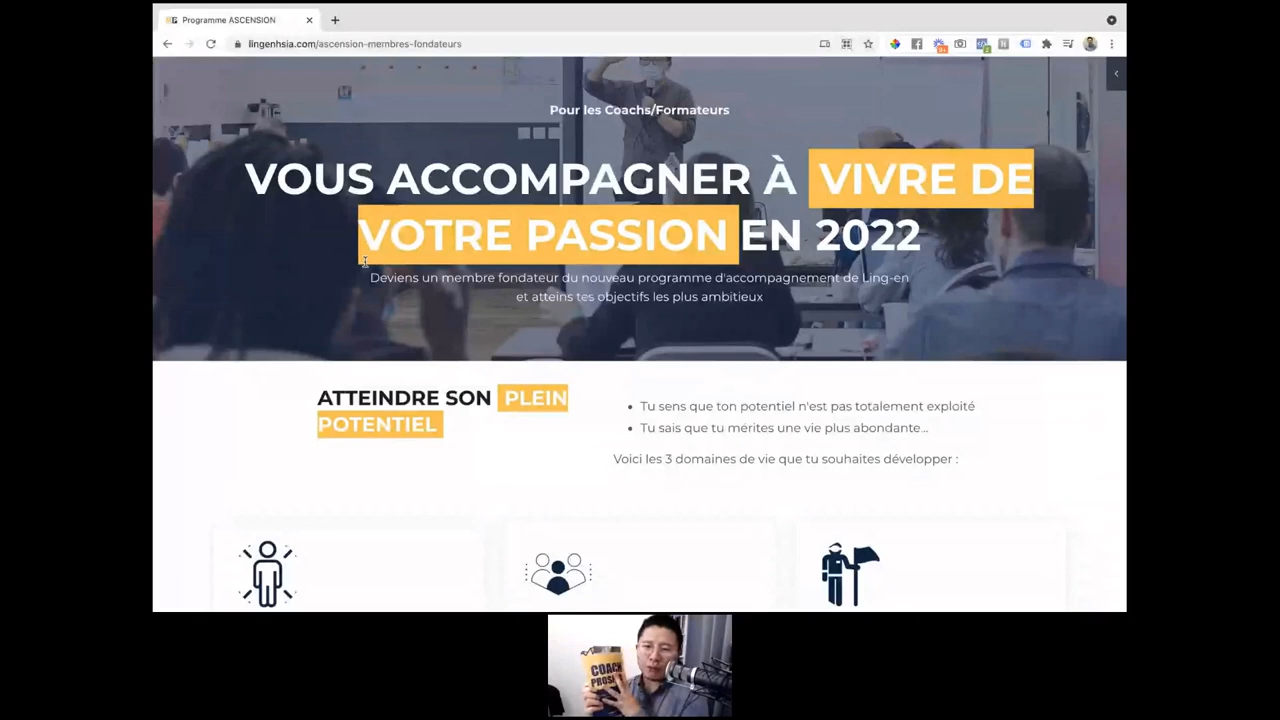 Programme ASCENSION
lingenhsia.com/ascension-membres-fondateurs
9+
2
Pour les Coachs/Formateurs
VOUS ACCOMPAGNER À VIVRE DE
VOTRE PASSION EN 2022
Deviens un membre fondateur du nouveau programme d'accompagnement de Ling-en
et atteins tes objectifs les plus ambitieux
ATTEINDRE SON PLEIN
POTENTIEL
• Tu sens que ton potentiel n'est pas totalement exploité
• Tu sais que tu mérites une vie plus abondante...
Voici les 3 domaines de vie que tu souhaites développer :
COACH